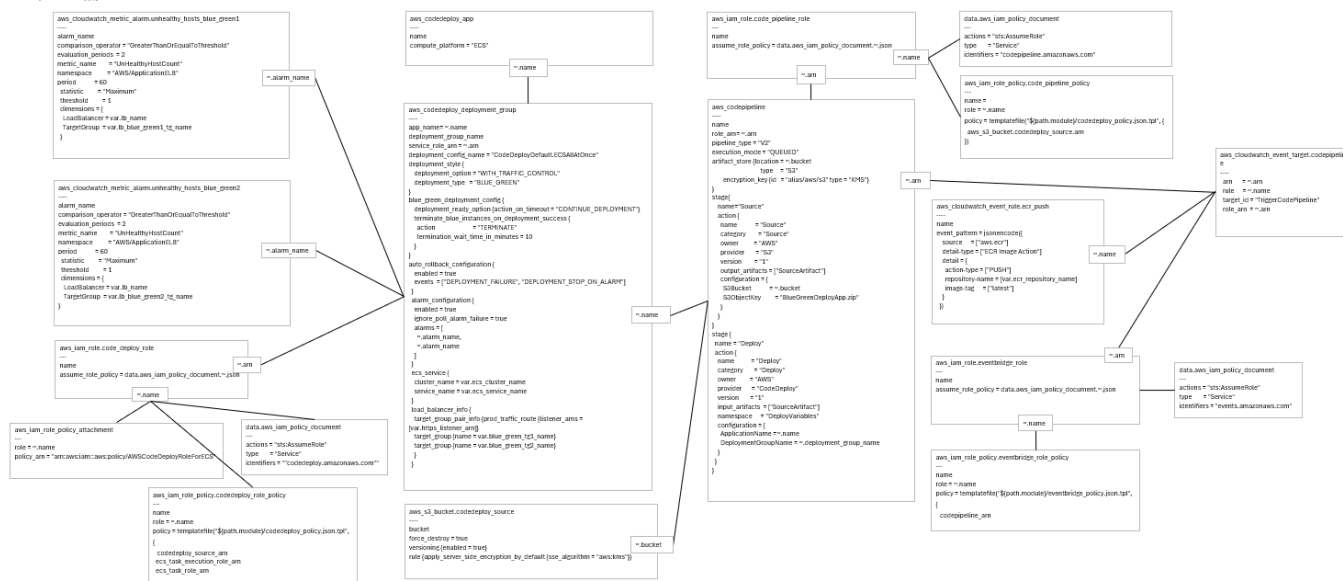 aws_cloudwatch_metric_alarm.unhealthy_hosts_blue_green1
----
alarm_name
comparison_operator = "GreaterThanOrEqualToThreshold"
evaluation_periods = 2
metric_name = "UnHealthyHostCount"
namespace = "AWS/ApplicationELB"
period = 60
statistic = "Maximum"
threshold = 1
dimensions = {
LoadBalancer = var.lb_name
TargetGroup = var.lb_blue_green1_tg_name
}
~.alarm_name
aws_cloudwatch_metric_alarm.unhealthy_hosts_blue_green2
----
alarm_name
comparison_operator = "GreaterThanOrEqualToThreshold"
evaluation_periods = 2
metric_name = "UnHealthyHostCount"
namespace = "AWS/ApplicationELB"
period = 60
statistic = "Maximum"
threshold = 1
dimensions = {
LoadBalancer = var.lb_name
TargetGroup = var.lb_blue_green2_tg_name
}
~.alarm_name
aws_iam_role.code_deploy_role
---
name
assume_role_policy = data.aws_iam_policy_document.~.json
~.arn
~.name
aws_iam_role_policy_attachment
---
role = ~.name
policy_arn = "arn:aws:iam::aws:policy/AWSCodeDeployRoleForECS"
data.aws_iam_policy_document
---
actions = "sts:AssumeRole"
type = "Service"
identifiers = ""codedeploy.amazonaws.com""
aws_iam_role_policy.codedeploy_role_policy
---
name
role = ~.name
policy = templatefile("${path.module}/codedeploy_policy.json.tpl",
{
codedeploy_source_arn
ecs_task_execution_role_arn
ecs_task_role_arn
aws_codedeploy_app
----
name
compute_platform = "ECS"
~.name
aws_codedeploy_deployment_group
----
app_name= ~.name
deployment_group_name
service_role_arn = ~.arn
deployment_config_name = "CodeDeployDefault.ECSAllAtOnce"
deployment_style {
deployment_option = "WITH_TRAFFIC_CONTROL"
deployment_type = "BLUE_GREEN"
}
blue_green_deployment_config {
deployment_ready_option {action_on_timeout = "CONTINUE_DEPLOYMENT"}
terminate_blue_instances_on_deployment_success {
action = "TERMINATE"
termination_wait_time_in_minutes = 10
}
}
auto_rollback_configuration {
enabled = true
events = ["DEPLOYMENT_FAILURE", "DEPLOYMENT_STOP_ON_ALARM"]
}
alarm_configuration {
enabled = true
ignore_poll_alarm_failure = true
alarms = [
~.alarm_name,
~.alarm_name
]
}
ecs_service {
cluster_name = var.ecs_cluster_name
service_name = var.ecs_service_name
}
load_balancer_info {
target_group_pair_info {prod_traffic_route {listener_arns =
[var.https_listener_arn]}
target_group {name = var.blue_green_tg1_name}
target_group {name = var.blue_green_tg2_name}
}
}
~.name
aws_s3_bucket.codedeploy_source
----
bucket
force_destroy = true
versioning {enabled = true}
rule {apply_server_side_encryption_by_default {sse_algorithm = "aws:kms"}}
~.bucket
aws_iam_role.code_pipeline_role
---
name
assume_role_policy = data.aws_iam_policy_document.~.json
~.name
~.arn
aws_codepipeline
----
name
role_arn= ~.arn
pipeline_type = "V2"
execution_mode = "QUEUED"
artifact_store {location = ~.bucket
type = "S3"
encryption_key {id = "alias/aws/s3" type = "KMS"}
}
stage{
name="Source"
action {
name = "Source"
category = "Source"
owner = "AWS"
provider = "S3"
version = "1"
output_artifacts = ["SourceArtifact"]
configuration = {
S3Bucket = ~.bucket
S3ObjectKey = "BlueGreenDeployApp.zip"
}
}
}
stage {
name = "Deploy"
action {
name = "Deploy"
category = "Deploy"
owner = "AWS"
provider = "CodeDeploy"
version = "1"
input_artifacts = ["SourceArtifact"]
namespace = "DeployVariables"
configuration = {
ApplicationName =~.name
DeploymentGroupName = ~.deployment_group_name
}
}
}
~.arn
data.aws_iam_policy_document
---
actions = "sts:AssumeRole"
type = "Service"
identifiers = "codepipeline.amazonaws.com"
aws_iam_role_policy.code_pipeline_policy
---
name =
role = ~.name
policy = templatefile("${path.module}/codedeploy_policy.json.tpl", {
aws_s3_bucket.codedeploy_source.arn
})
aws_cloudwatch_event_target.codepipelin
e
----
arn = ~.arn
rule = ~.name
target_id = "TriggerCodePipeline"
role_arn = ~.arn
aws_cloudwatch_event_rule.ecr_push
----
name
event_pattern = jsonencode({
source = ["aws.ecr"]
detail-type = ["ECR Image Action"]
detail = {
action-type = ["PUSH"]
repository-name = [var.ecr_repository_name]
image-tag = ["latest"]
}
})
~.name
~.arn
aws_iam_role.eventbridge_role
---
name
assume_role_policy = data.aws_iam_policy_document.~.json
data.aws_iam_policy_document
---
actions = "sts:AssumeRole"
type = "Service"
identifiers = "events.amazonaws.com"
~.name
aws_iam_role_policy.eventbridge_role_policy
---
name
role = ~.name
policy = templatefile("${path.module}/eventbridge_policy.json.tpl",
{
codepipeline_arn